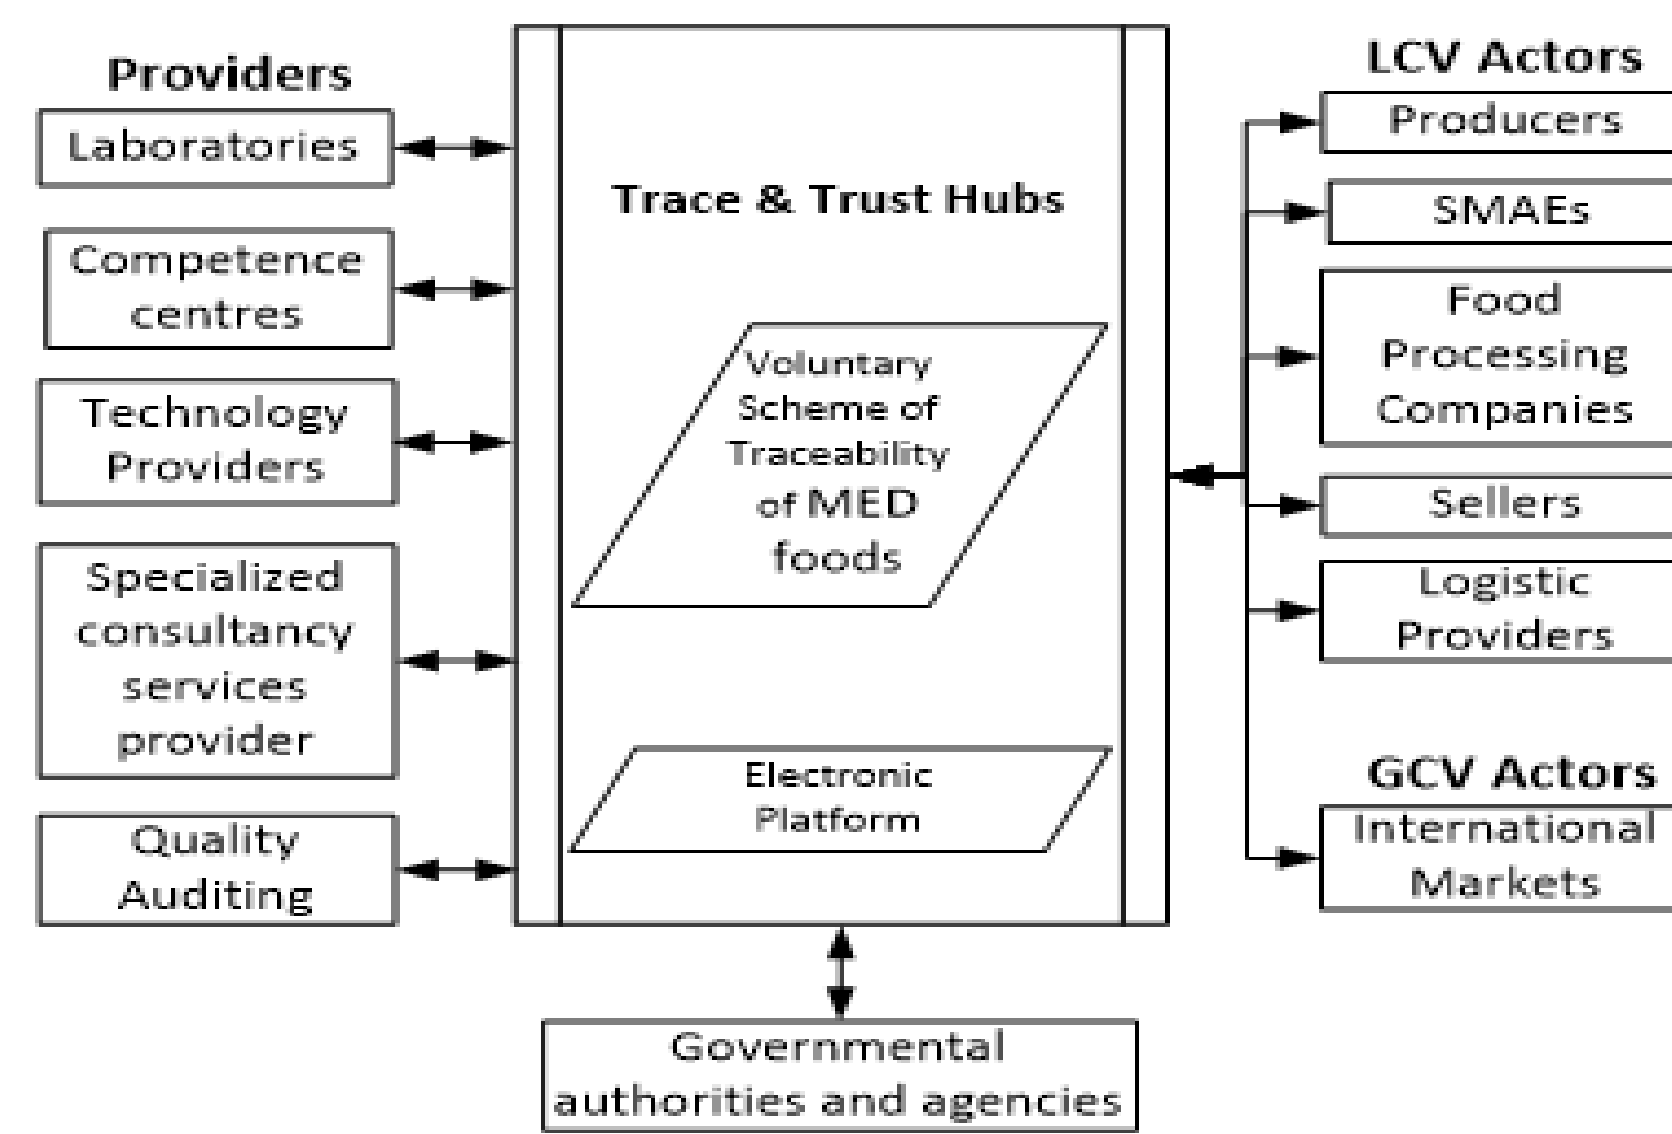 Providers
Laboratories
Competence
centres
Technology
Providers
Specialized
consultancy
services
provider
Quality
Auditing
Trace & Trust Hubs
Voluntary
Scheme of
Traceability
of MED
foods
Electronic
Platform
Governmental
authorities and agencies
LCV Actors
Producers
SMAEs
Food
Processing
Companies
Sellers
Logistic
Providers
GCV Actors
International
Markets